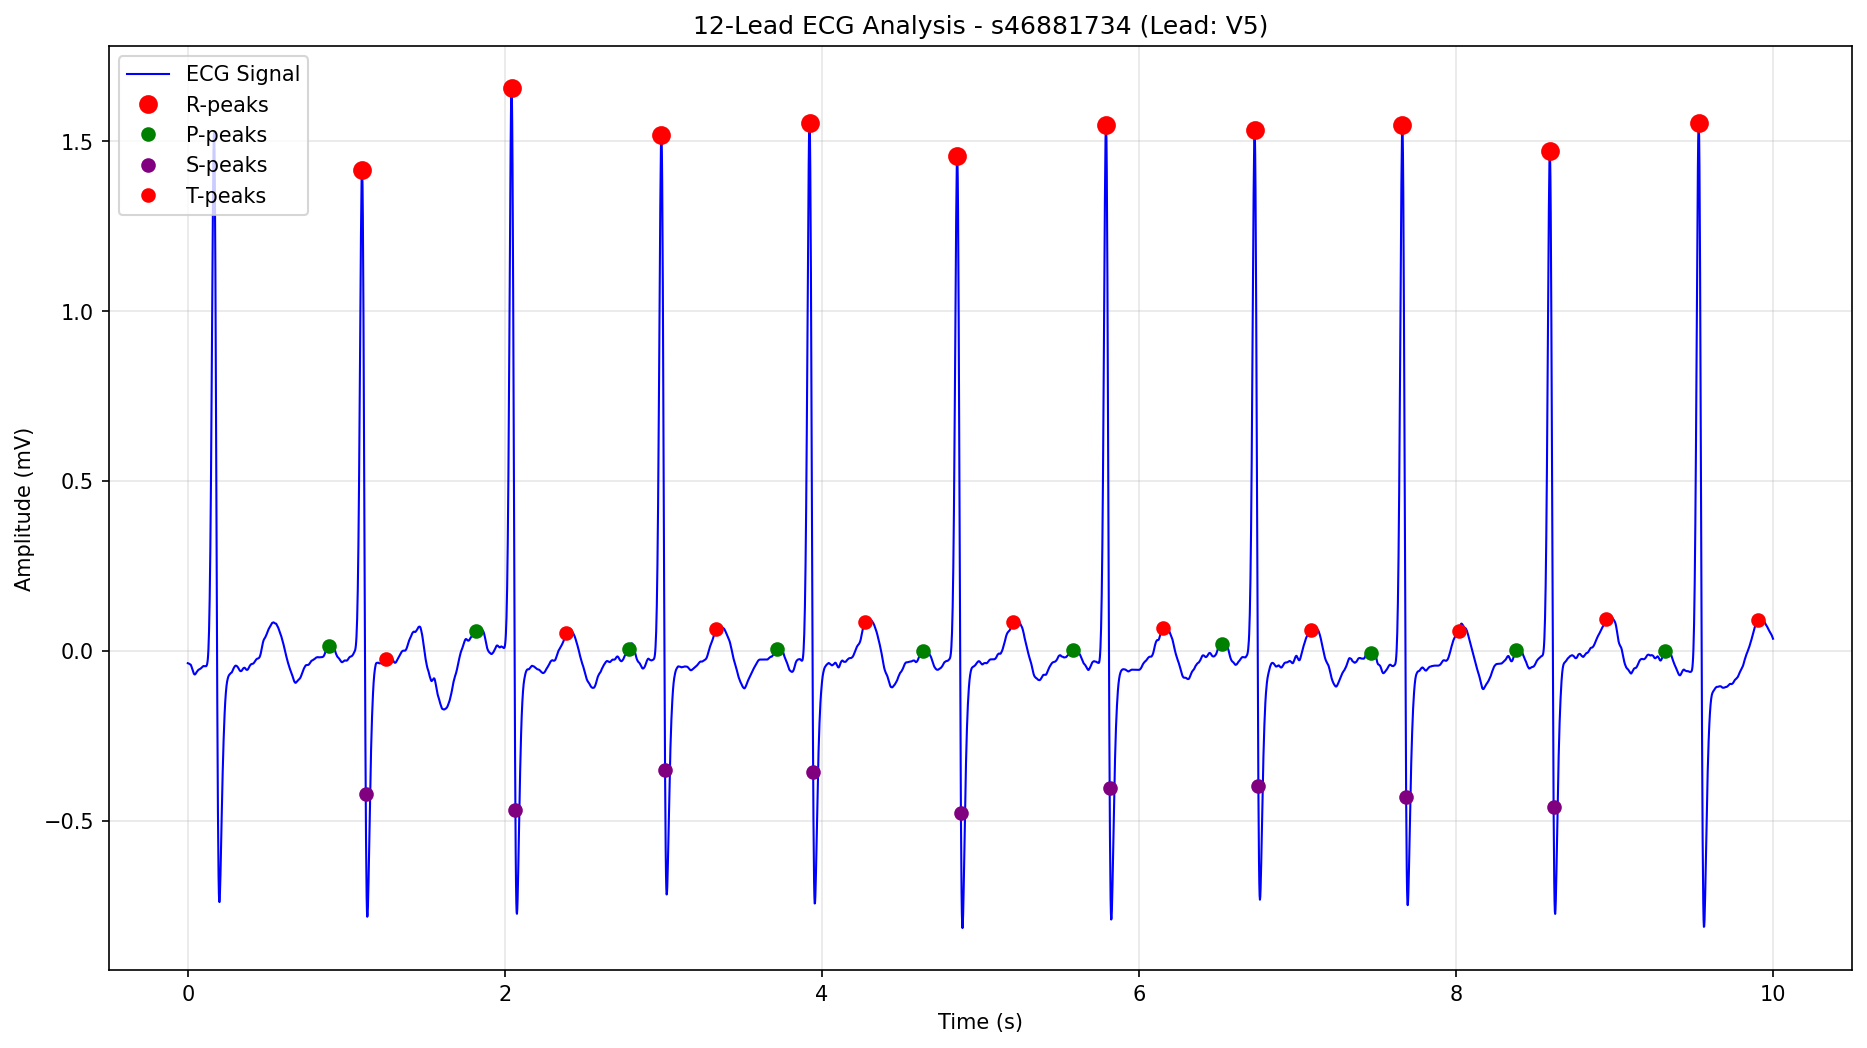 12-Lead ECG Analysis - s46881734 (Lead: V5)
ECG Signal
R-peaks
P-peaks
S-peaks
T-peaks
1.5
1.0
0.5
0.0
−0.5
Amplitude (mV)
0 2 4 6 8 10
Time (s)